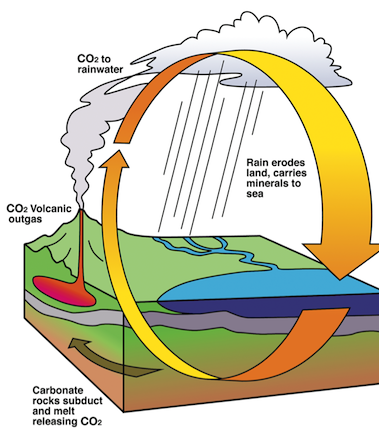 CO₂ to
rainwater
Rain erodes
land, carries
minerals to
sea
CO₂ Volcanic
outgas
Carbonate
rocks subduct
and melt
releasing CO₂